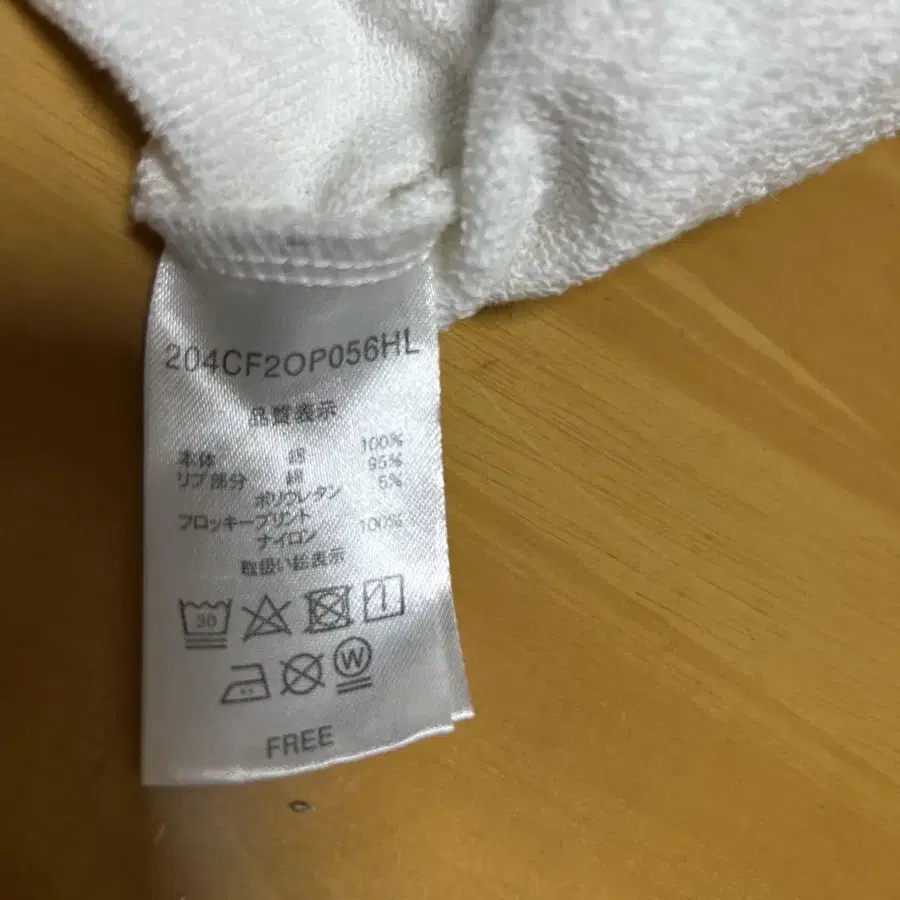 204CF2OP056HL
品質表示
本体 綿 100%
リブ部分 綿 95%
ポリウレタン 5%
フロッキープリント
ナイロン 100%
取扱い絵表示
30
W
FREE